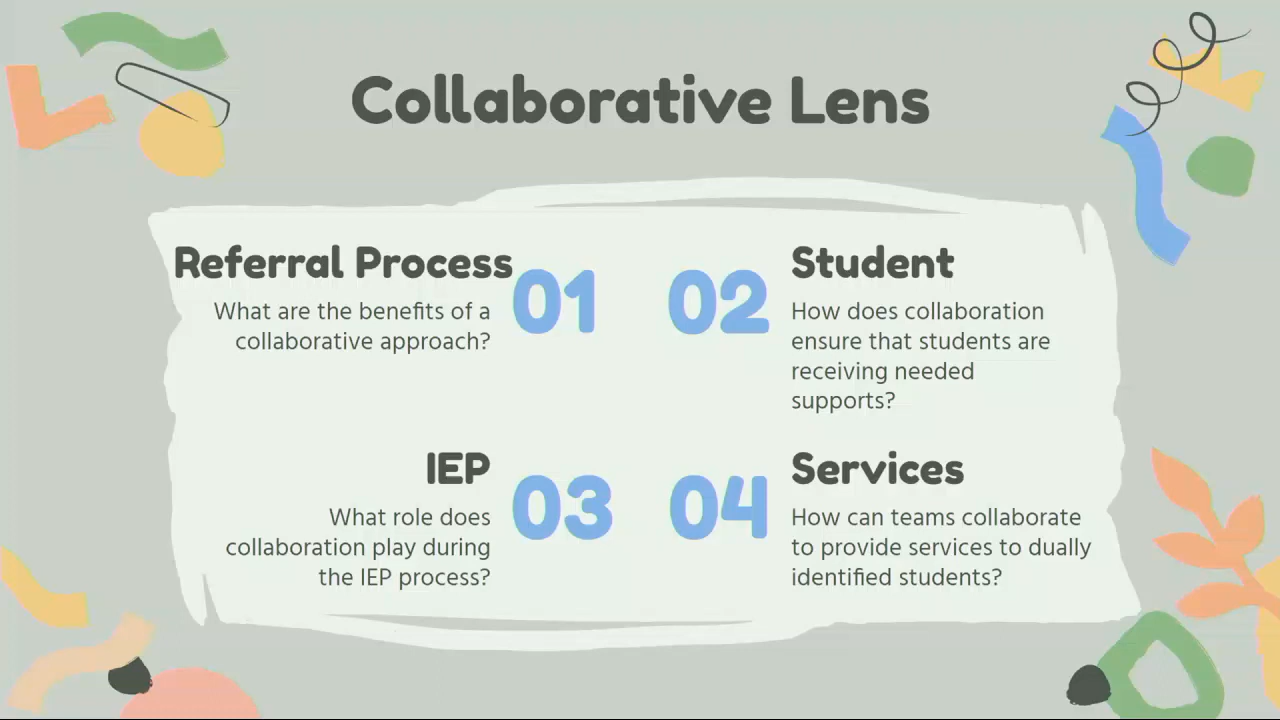 Collaborative Lens
Referral Process
01
What are the benefits of a
collaborative approach?
02
Student
How does collaboration
ensure that students are
receiving needed
supports?
IEP
03
What role does
collaboration play during
the IEP process?
04
Services
How can teams collaborate
to provide services to dually
identified students?